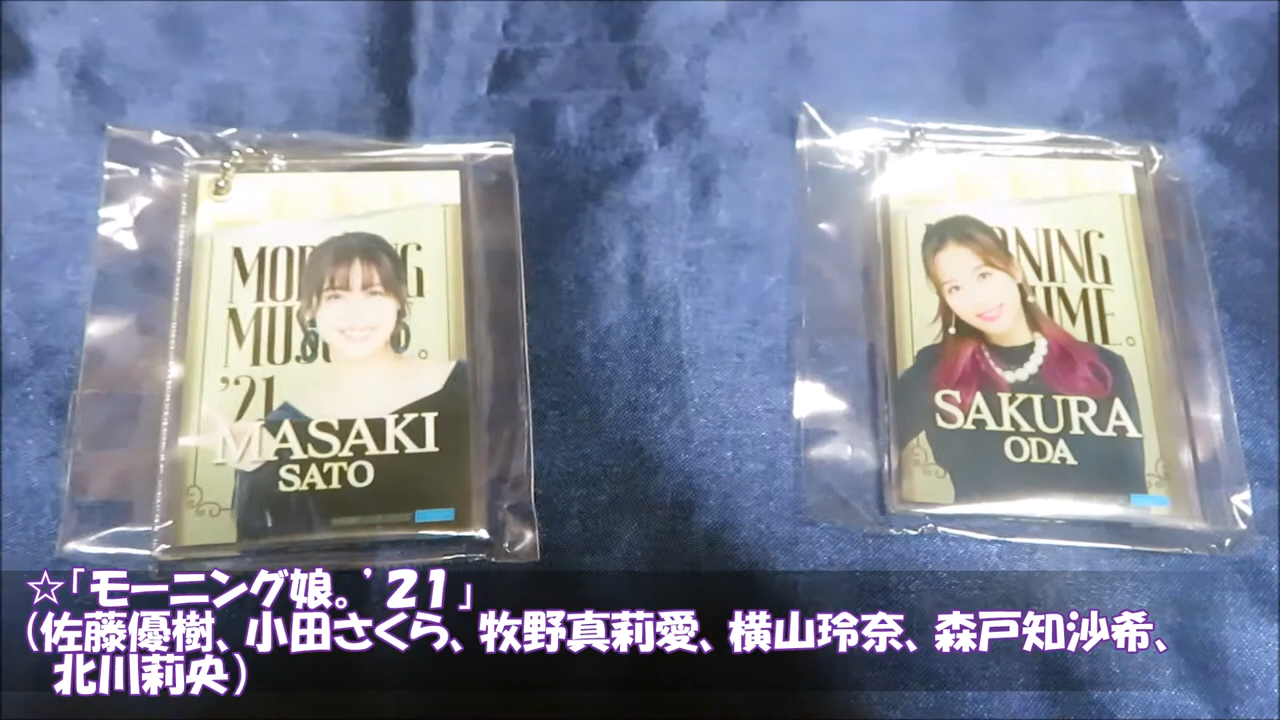 MORNING
MUSUME。
'21
MASAKI
SATO
MORNING
MUSUME。
SAKURA
ODA
☆「モーニング娘。'21」
(佐藤優樹、小田さくら、牧野真莉愛、横山玲奈、森戸知沙希、
北川莉央)